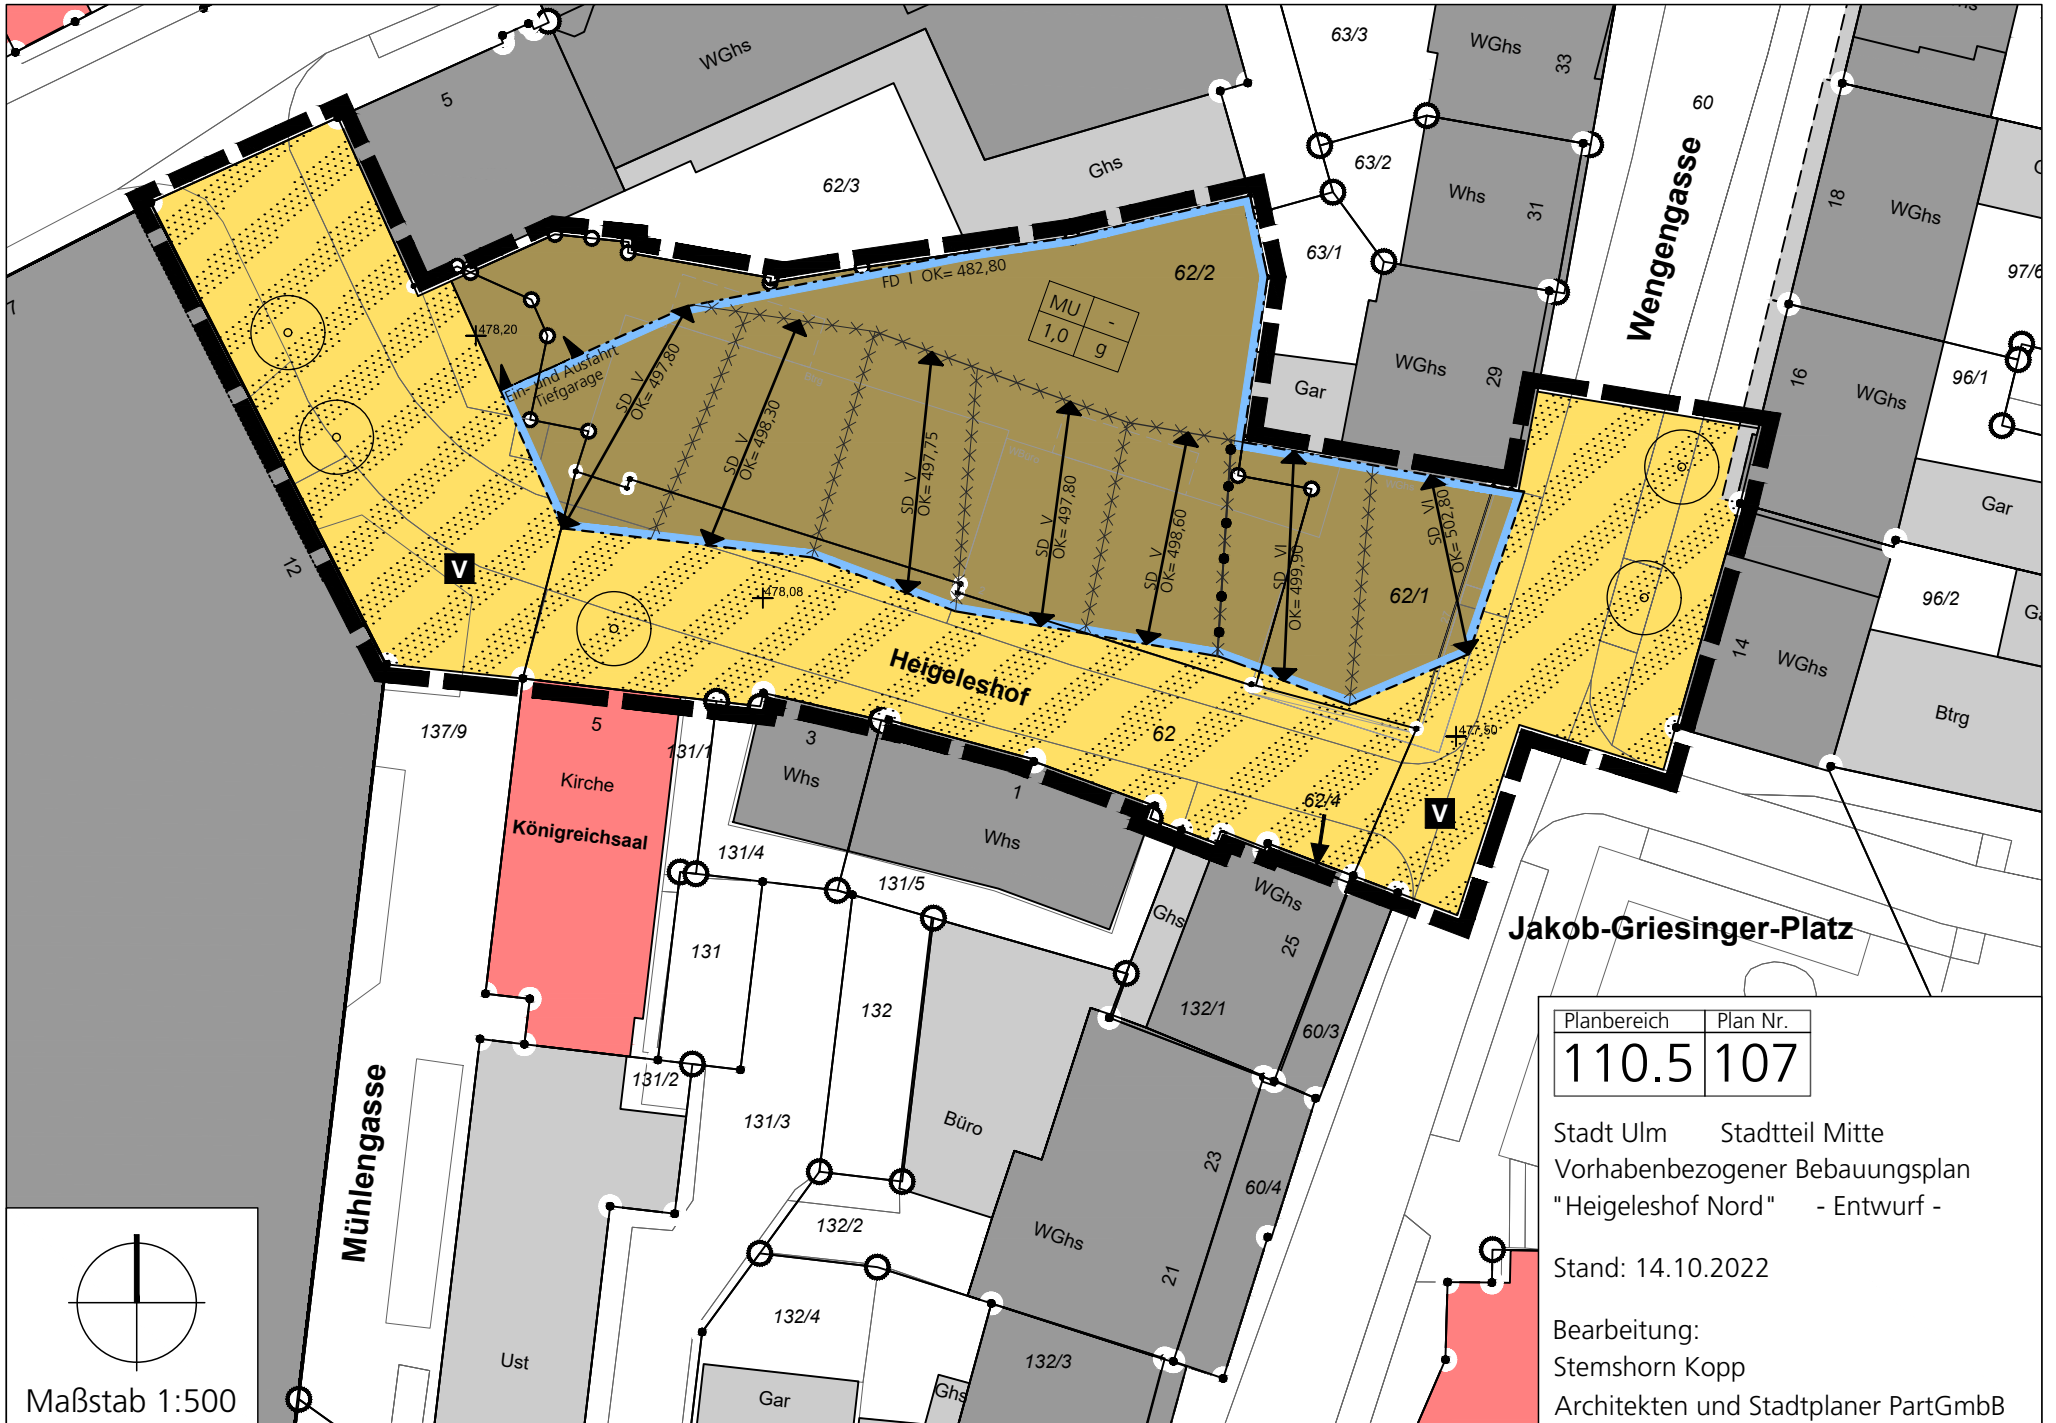 WGhs
5
62/3
Ghs
63/3
WGhs
33
60
Wengengasse
63/2
Whs
31
63/1
WGhs
29
Gar
18
WGhs
97/6
16
WGhs
96/1
Gar
96/2
14
WGhs
Btrg
7
12
478,20
FD I OK= 482,80
62/2
MU -
1,0 g
Ein- und Ausfahrt
Tiefgarage
SD V
OK= 497,80
SD V
OK= 498,30
SD V
OK= 497,75
SD V
OK= 497,80
SD V
OK= 498,60
SD VI
OK= 499,90
SD VI
OK= 502,80
62/1
V
478,08
Heigeleshof
62
477,50
62/4
V
137/9
5
Kirche
Königreichsaal
131/1
3
Whs
1
Whs
131/4
131/5
131
132
131/2
131/3
Büro
Ghs
WGhs
25
132/1
60/3
23
60/4
WGhs
21
132/2
132/4
132/3
Gar
Ghs
Ust
Mühlengasse
Jakob-Griesinger-Platz
Maßstab 1:500
Planbereich Plan Nr.
110.5 107
Stadt Ulm Stadtteil Mitte
Vorhabenbezogener Bebauungsplan
"Heigeleshof Nord" - Entwurf -
Stand: 14.10.2022
Bearbeitung:
Stemshorn Kopp
Architekten und Stadtplaner PartGmbB